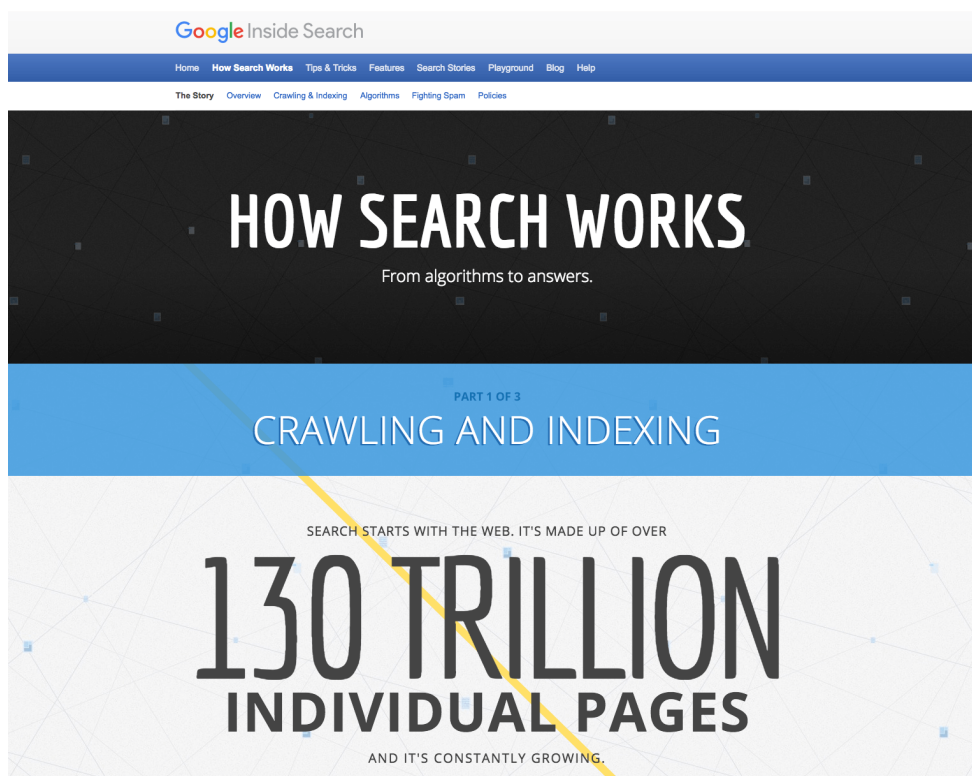 Google Inside Search
Home How Search Works Tips & Tricks Features Search Stories Playground Blog Help
The Story Overview Crawling & Indexing Algorithms Fighting Spam Policies
HOW SEARCH WORKS
From algorithms to answers.
PART 1 OF 3
CRAWLING AND INDEXING
SEARCH STARTS WITH THE WEB. IT'S MADE UP OF OVER
130 TRILLION
INDIVIDUAL PAGES
AND IT'S CONSTANTLY GROWING.